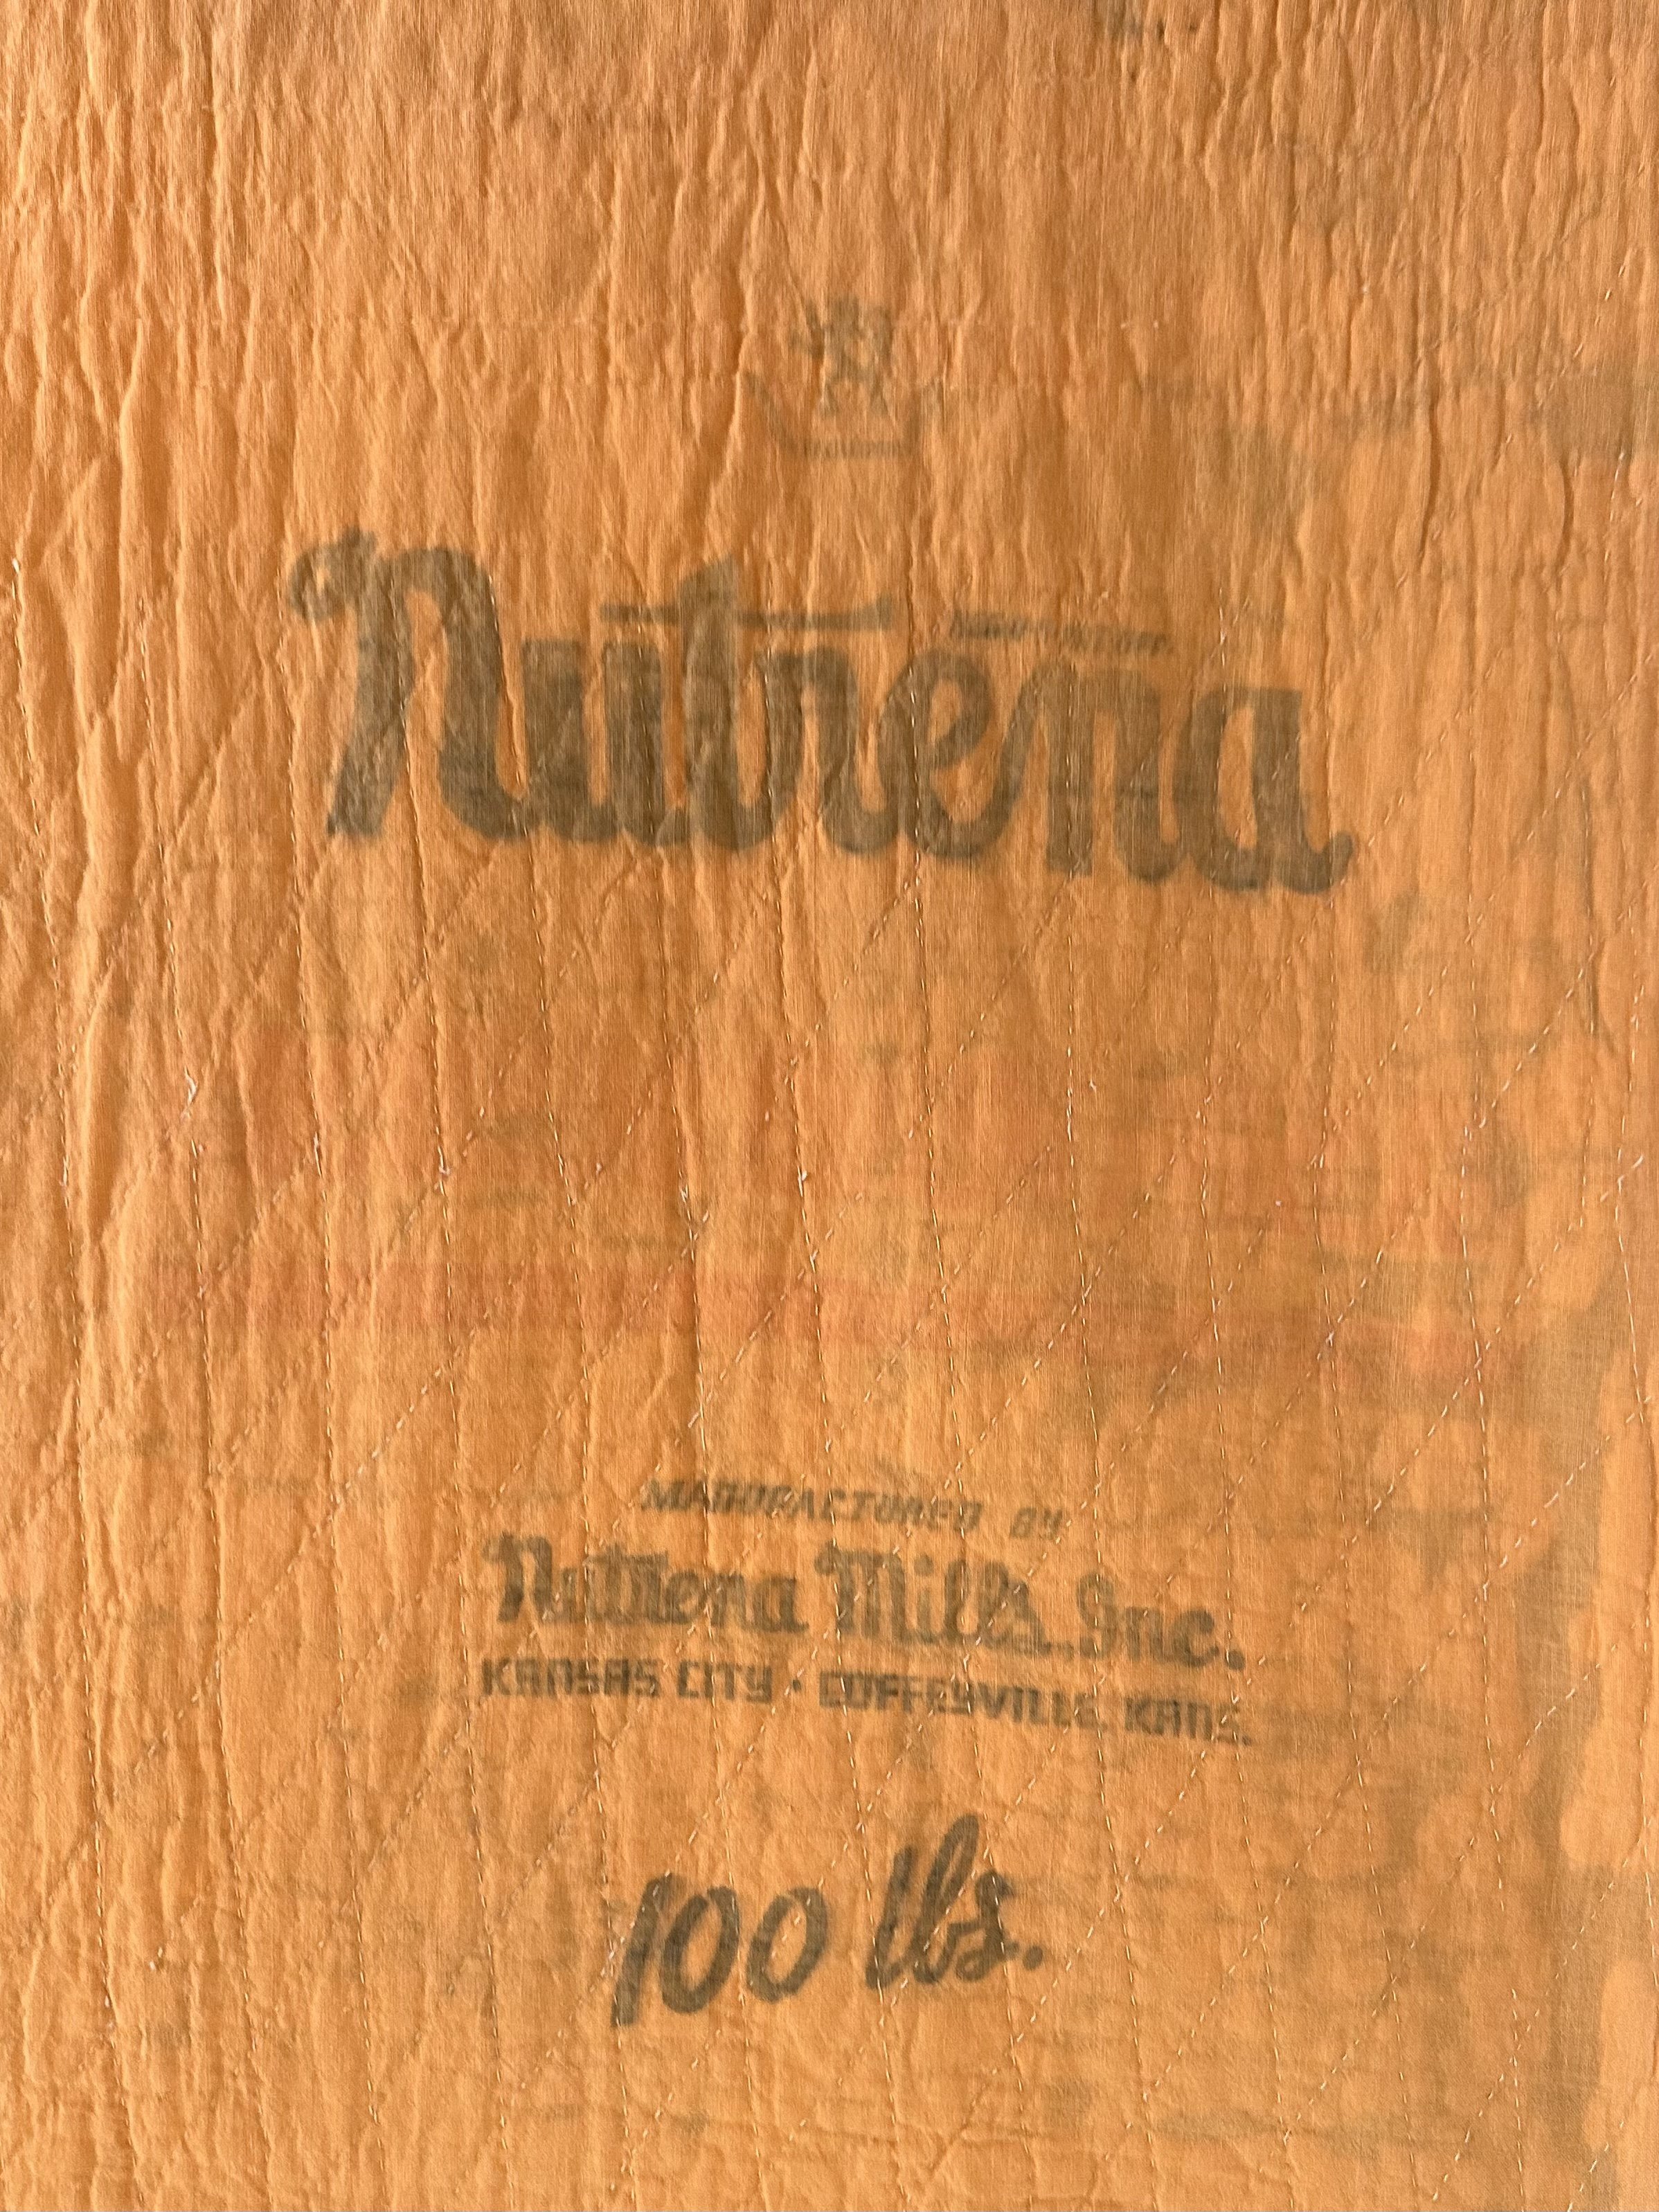 Nutrena
MANUFACTURED BY
Nutrena Mills, Inc.
KANSAS CITY • COFFEYVILLE, KANS.
100 lbs.